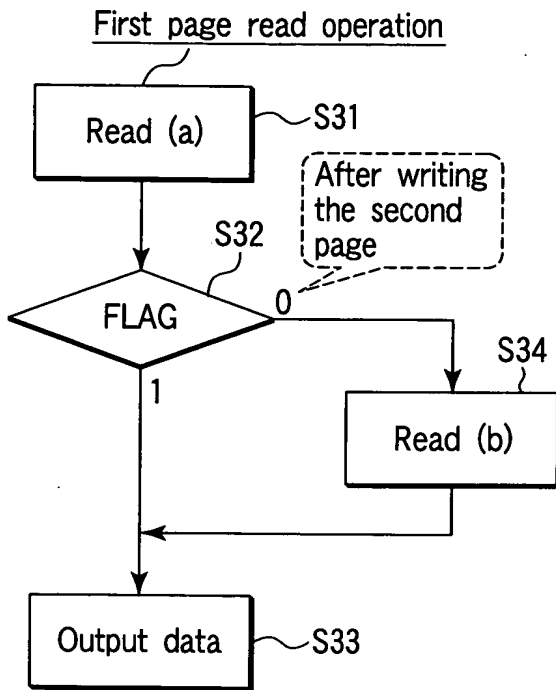 First page read operation
Read (a)
S31
After writing
the second
page
S32
FLAG
0
1
S34
Read (b)
Output data
S33